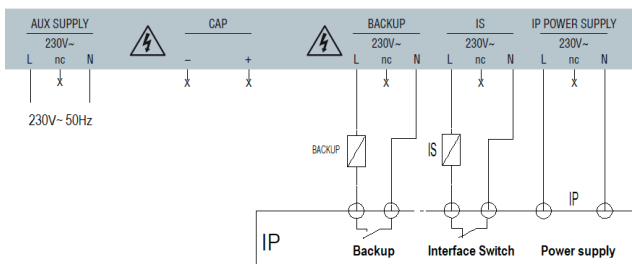 AUX SUPPLY CAP BACKUP IS IP POWER SUPPLY
230V~ 230V~ 230V~ 230V~
L nc N – + L nc N L nc N L nc N
x x x x x x
230V~ 50Hz
BACKUP IS
IP
IP Backup Interface Switch Power supply